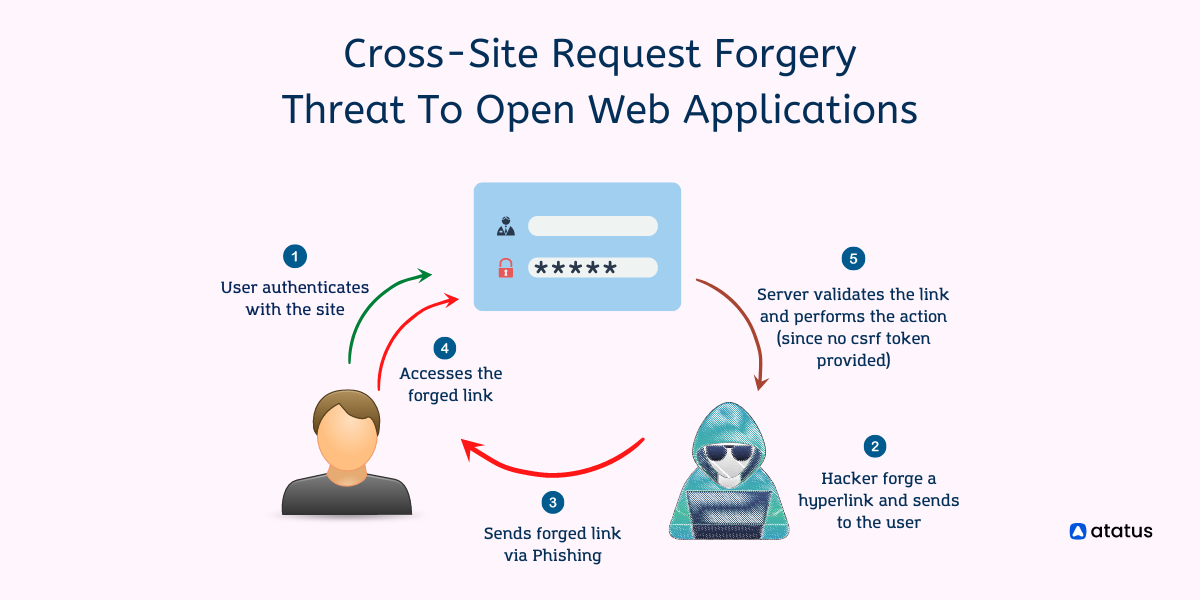 Cross-Site Request Forgery
Threat To Open Web Applications
1
User authenticates
with the site
*****
4
Accesses the
forged link
5
Server validates the link
and performs the action
(since no csrf token
provided)
2
Hacker forge a
hyperlink and sends
to the user
3
Sends forged link
via Phishing
atatus